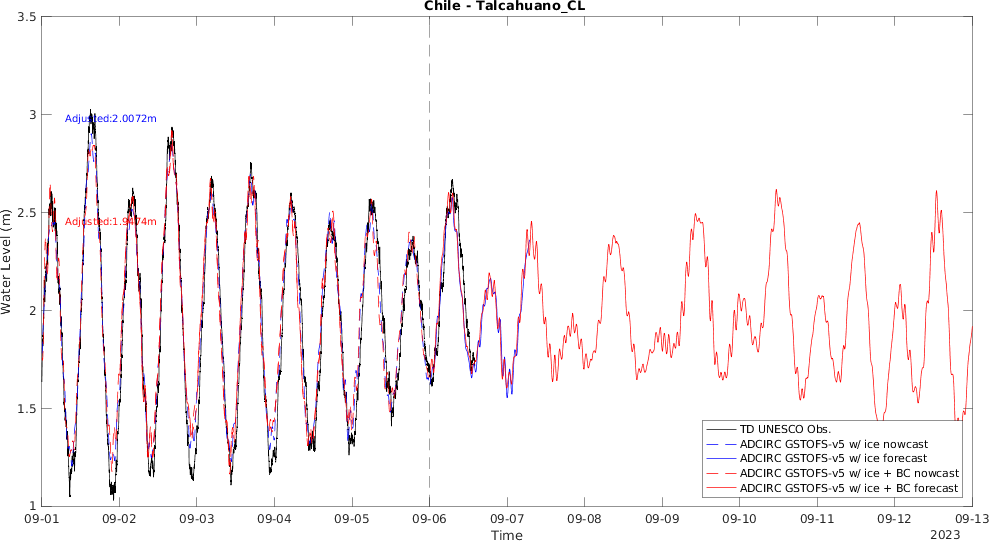 Chile - Talcahuano_CL
3.5
3
2.5
2
1.5
1
Water Level (m)
Adjusted:2.0072m
Adjusted:1.9474m
TD UNESCO Obs.
ADCIRC GSTOFS-v5 w/ ice nowcast
ADCIRC GSTOFS-v5 w/ ice forecast
ADCIRC GSTOFS-v5 w/ ice + BC nowcast
ADCIRC GSTOFS-v5 w/ ice + BC forecast
09-01 09-02 09-03 09-04 09-05 09-06 09-07 09-08 09-09 09-10 09-11 09-12 09-13
Time
2023